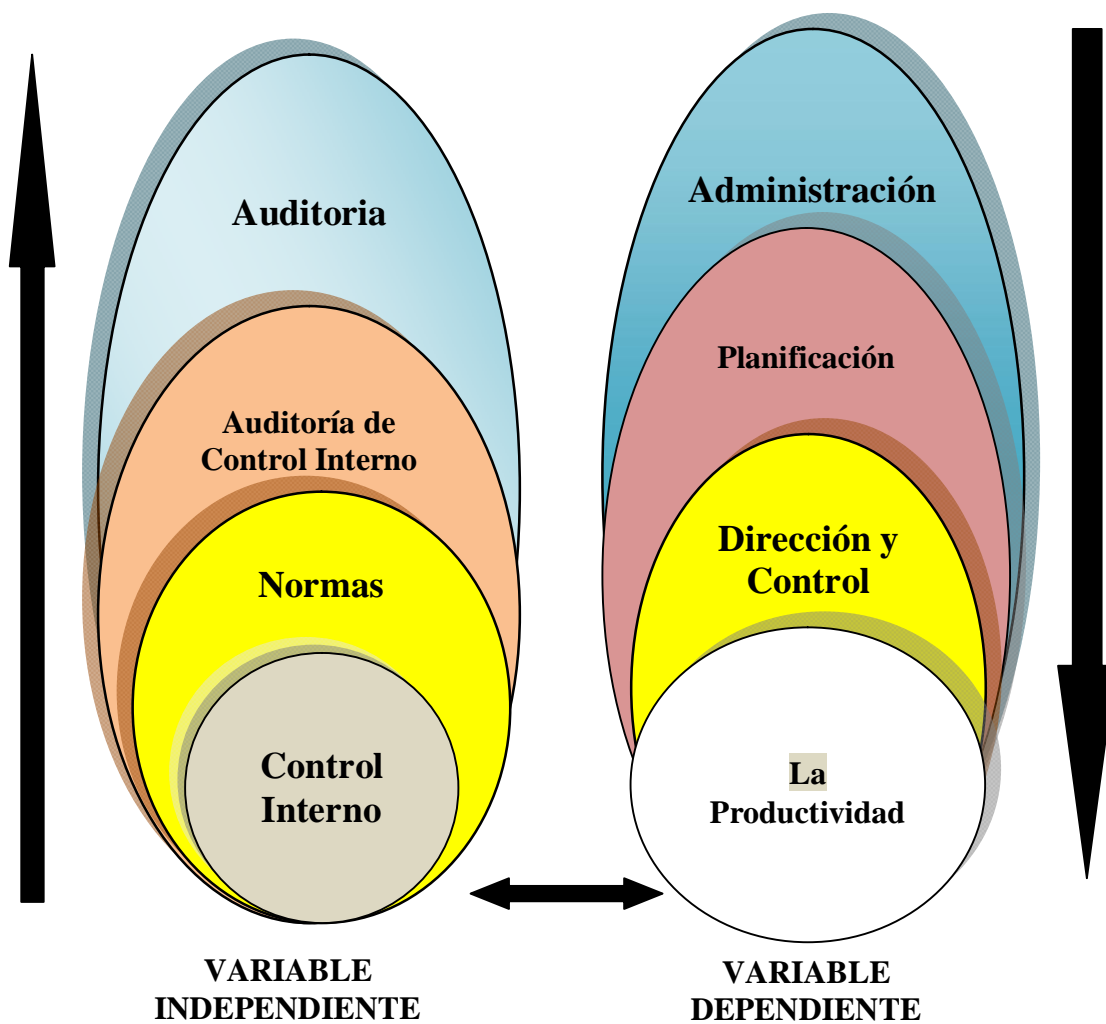 Auditoria
Auditoría de
Control Interno
Normas
Control
Interno
VARIABLE
INDEPENDIENTE
Administración
Planificación
Dirección y
Control
La
Productividad
VARIABLE
DEPENDIENTE